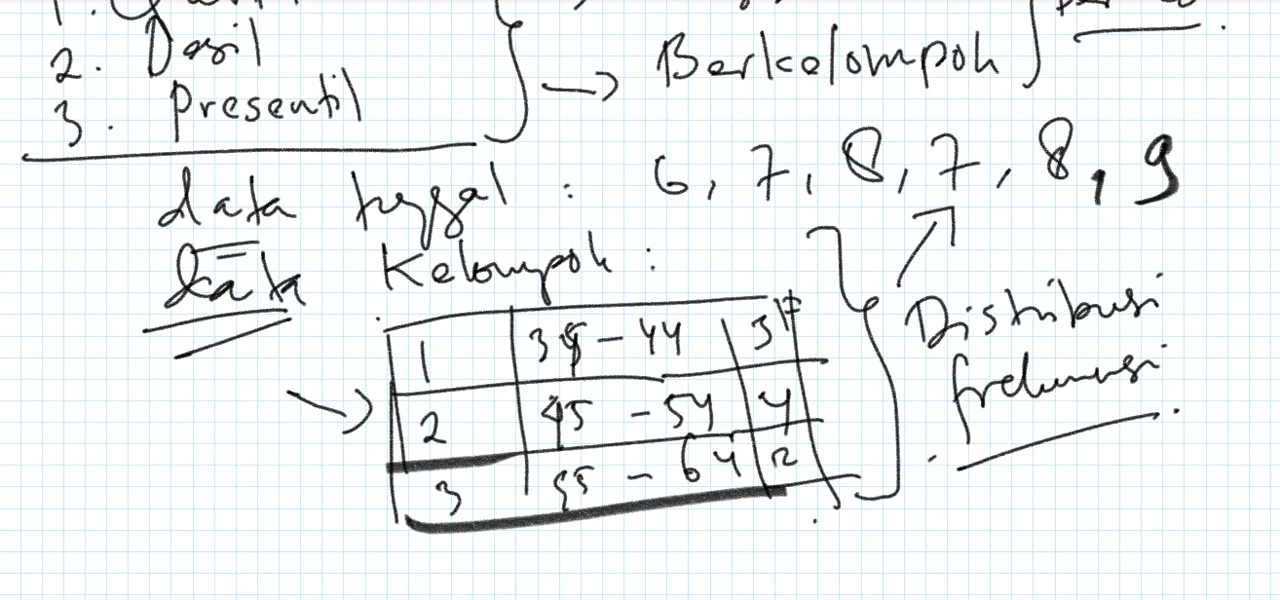 2. Desil
3. Presentil
→ Berkelompok
data tunggal : 6, 7, 8, 7, 8, 9
Data Kelompok :
F
1 35 - 44 3
2 45 - 54 4
3 55 - 64 2
Distribusi
frekuensi